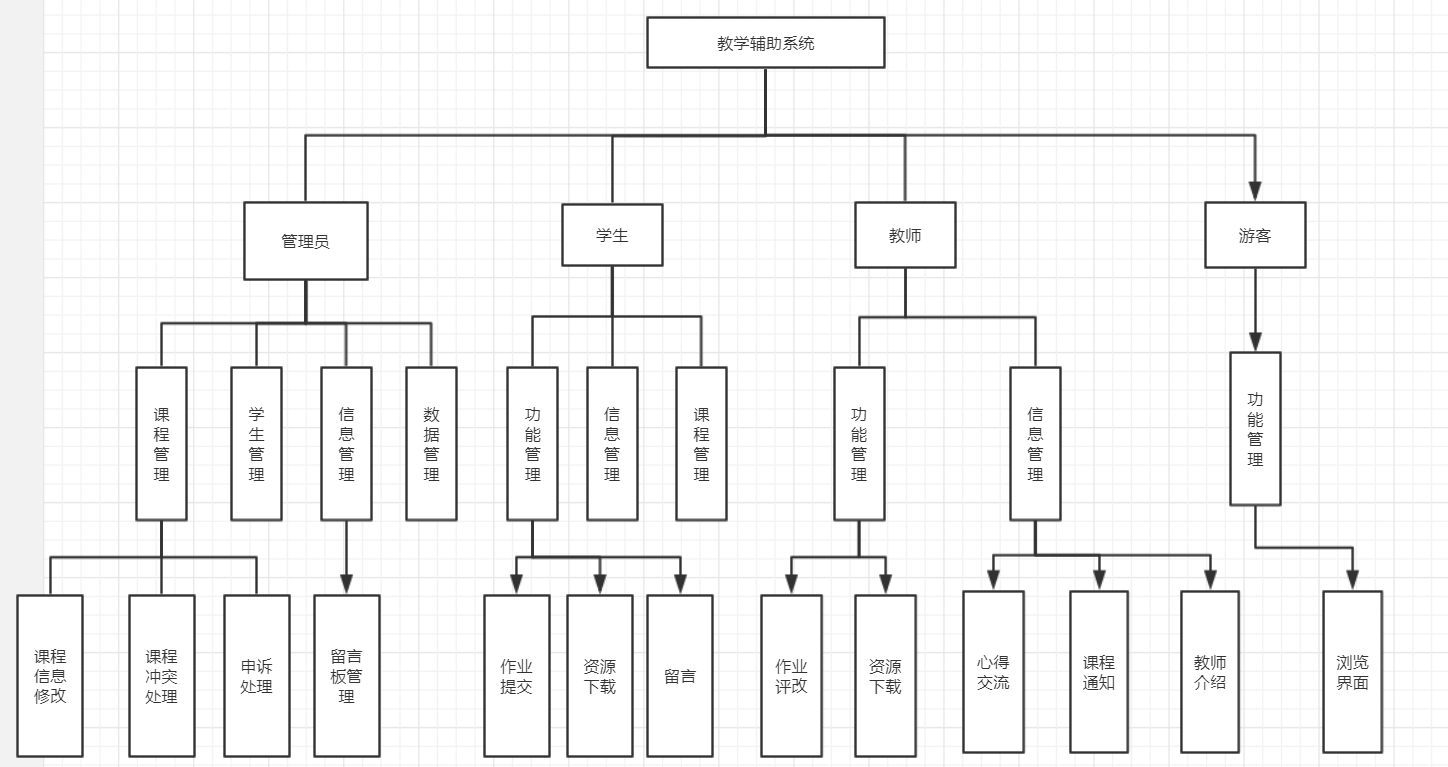 教学辅助系统
管理员
学生
教师
游客
课
程
管
理
学
生
管
理
信
息
管
理
数
据
管
理
功
能
管
理
信
息
管
理
课
程
管
理
功
能
管
理
信
息
管
理
功
能
管
理
课程
信息
修改
课程
冲突
处理
申诉
处理
留言
板管
理
作业
提交
资源
下载
留言
作业
评改
资源
下载
心得
交流
课程
通知
教师
介绍
浏览
界面